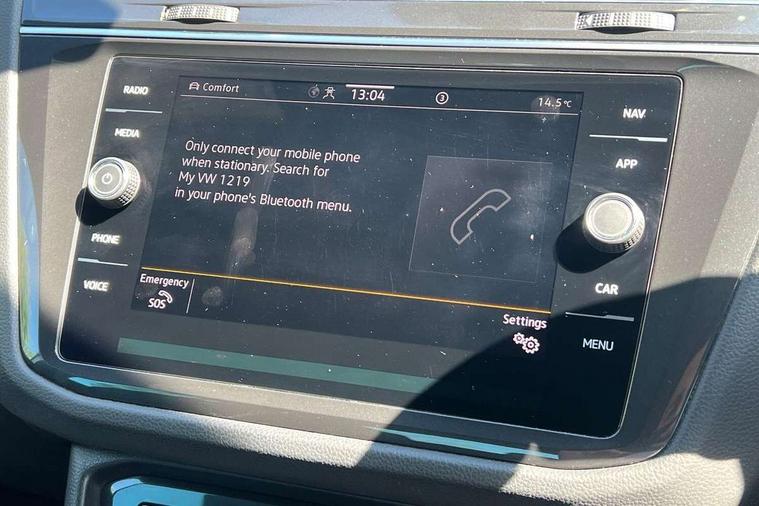 RADIO
MEDIA
PHONE
VOICE
Comfort
13:04
3
14.5°C
Only connect your mobile phone
when stationary. Search for
My VW 1219
in your phone's Bluetooth menu.
Emergency
SOS
Settings
NAV
APP
CAR
MENU